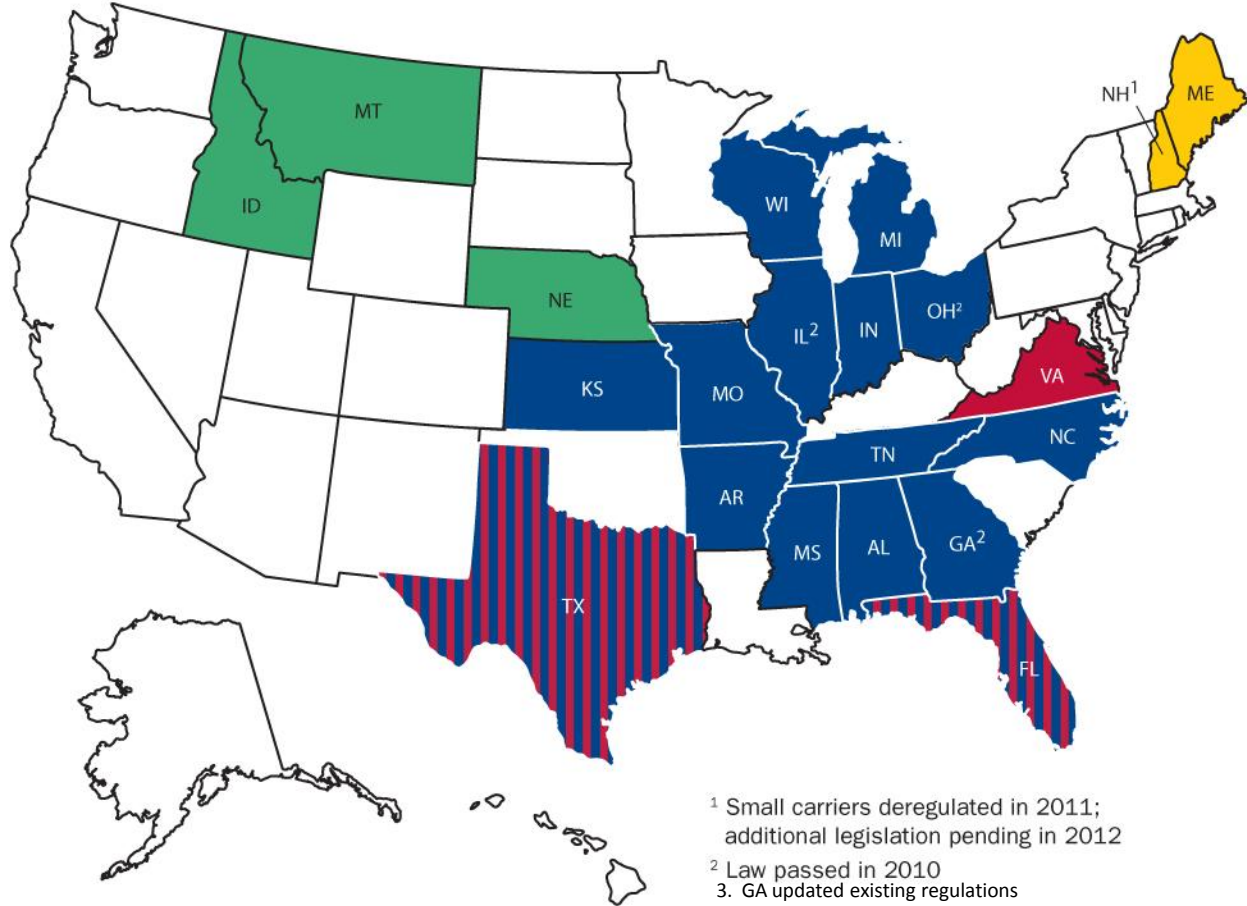 MT
ID
NE
KS
WI
MI
IL²
IN
OH²
MO
AR
TN
MS
AL
GA²
NC
VA
TX
FL
NH¹
ME
¹ Small carriers deregulated in 2011;
additional legislation pending in 2012
² Law passed in 2010
3. GA updated existing regulations